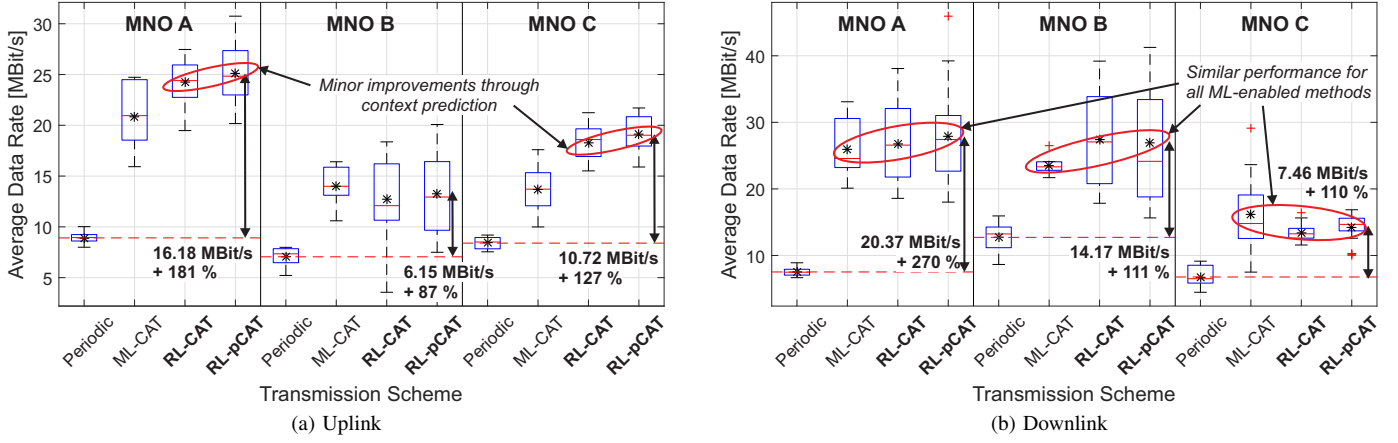 MNO A
MNO B
MNO C
Average Data Rate [MBit/s]
30
25
20
15
10
5
Minor improvements through
context prediction
16.18 MBit/s
+ 181 %
6.15 MBit/s
+ 87 %
10.72 MBit/s
+ 127 %
Periodic
ML-CAT
RL-CAT
RL-pCAT
Periodic
ML-CAT
RL-CAT
RL-pCAT
Periodic
ML-CAT
RL-CAT
RL-pCAT
Transmission Scheme
(a) Uplink
MNO A
MNO B
MNO C
Average Data Rate [MBit/s]
40
30
20
10
Similar performance for
all ML-enabled methods
20.37 MBit/s
+ 270 %
14.17 MBit/s
+ 111 %
7.46 MBit/s
+ 110 %
Periodic
ML-CAT
RL-CAT
RL-pCAT
Periodic
ML-CAT
RL-CAT
RL-pCAT
Periodic
ML-CAT
RL-CAT
RL-pCAT
Transmission Scheme
(b) Downlink